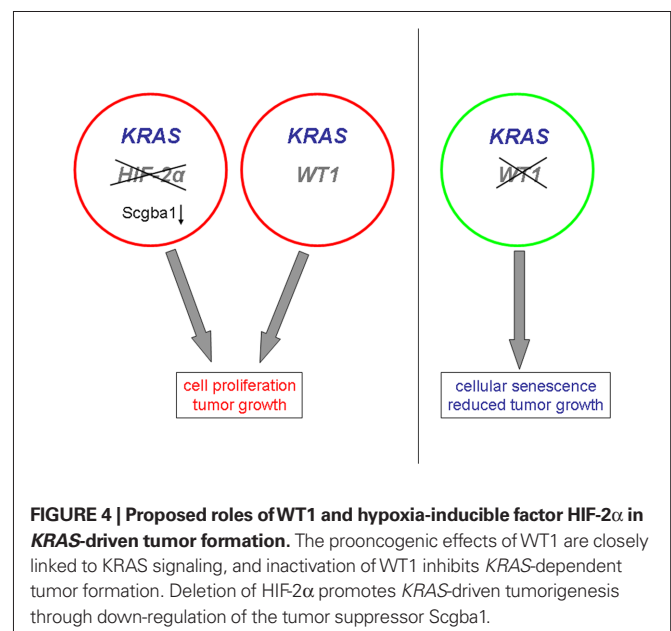 KRAS
HIF-2α
Scgba1↓
KRAS
WT1
KRAS
WT1
cell proliferation
tumor growth
cellular senescence
reduced tumor growth
FIGURE 4 | Proposed roles of WT1 and hypoxia-inducible factor HIF-2α in
KRAS-driven tumor formation. The prooncogenic effects of WT1 are closely
linked to KRAS signaling, and inactivation of WT1 inhibits KRAS-dependent
tumor formation. Deletion of HIF-2α promotes KRAS-driven tumorigenesis
through down-regulation of the tumor suppressor Scgba1.